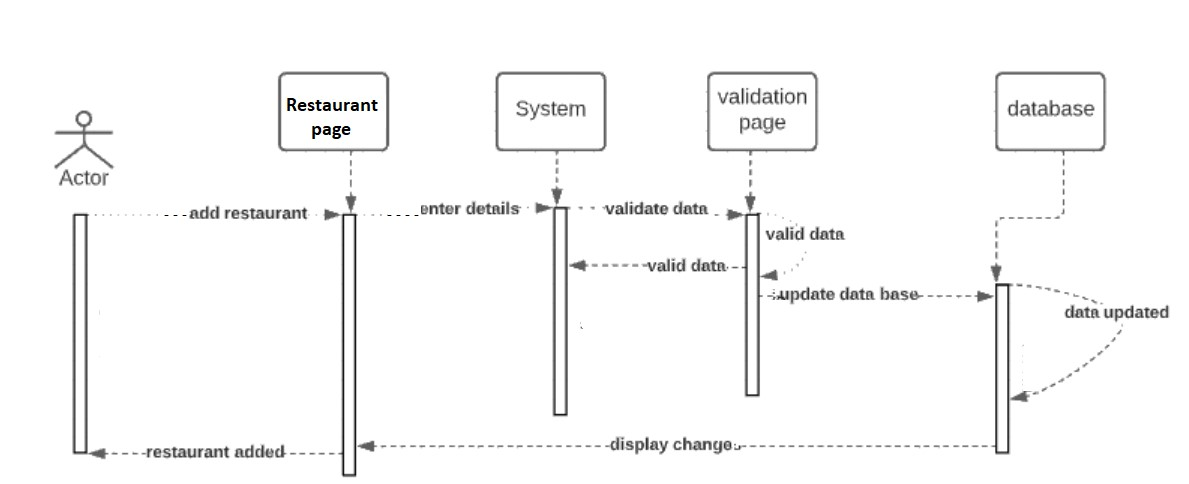 Restaurant
page
System
validation
page
database
Actor
add restaurant
enter details
validate data
valid data
valid data
update data base
data updated
display change
restaurant added